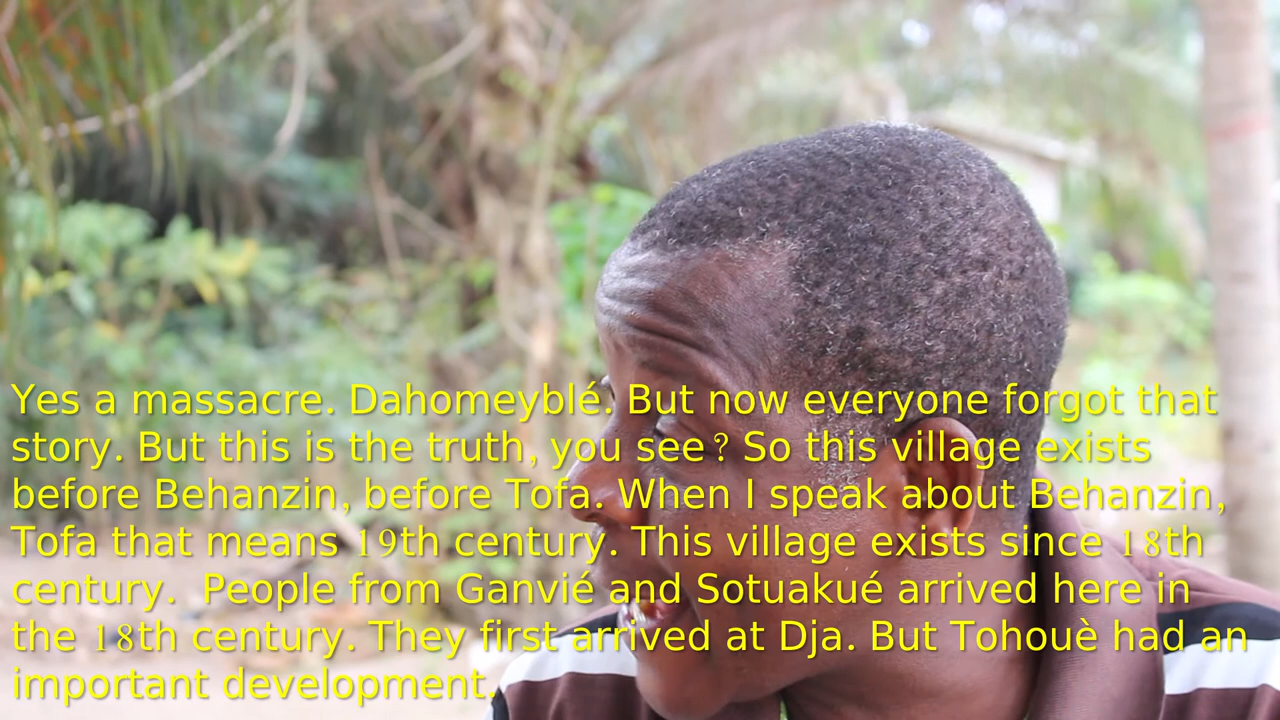 Yes a massacre. Dahomeyblé. But now everyone forgot that
story. But this is the truth, you see ? So this village exists
before Behanzin, before Tofa. When I speak about Behanzin,
Tofa that means 19th century. This village exists since 18th
century.  People from Ganvié and Sotuakué arrived here in
the 18th century. They first arrived at Dja. But Tohouè had an
important development.